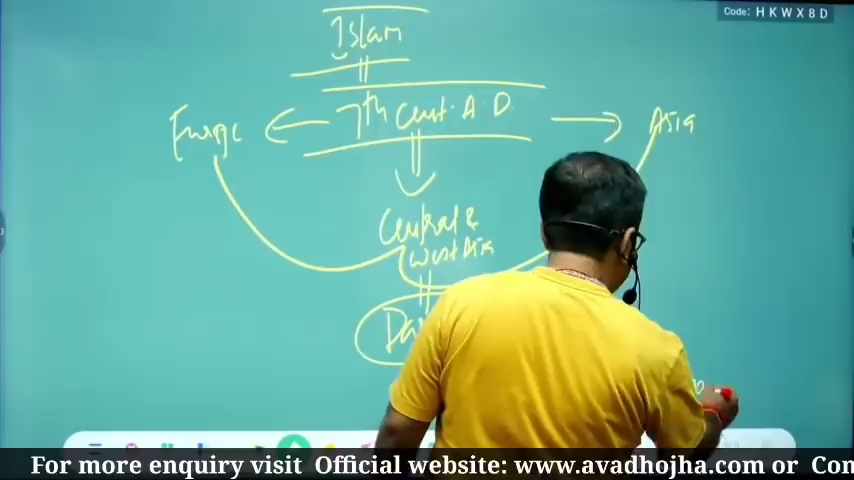 Code: HKWX8D
Islam
7th Cent. A.D.
Europe
Asia
Central &
West Asia
For more enquiry visit Official website: www.avadhojha.com or Con